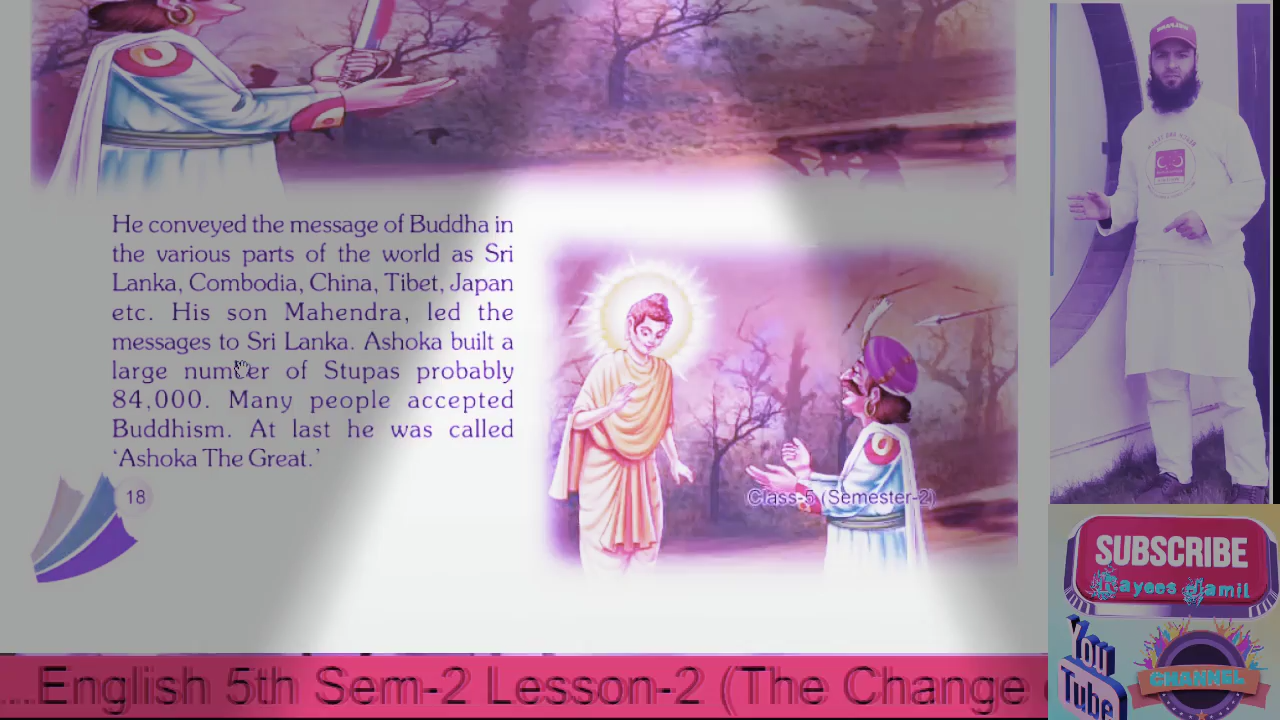 He conveyed the message of Buddha in
the various parts of the world as Sri
Lanka, Combodia, China, Tibet, Japan
etc. His son Mahendra, led the
messages to Sri Lanka. Ashoka built a
large number of Stupas probably
84,000. Many people accepted
Buddhism. At last he was called
‘Ashoka The Great.’
18
Class-5 (Semester-2)
...English 5th Sem-2 Lesson-2 (The Change
SUBSCRIBE
Rayees Jamil
You
Tube
CHANNEL